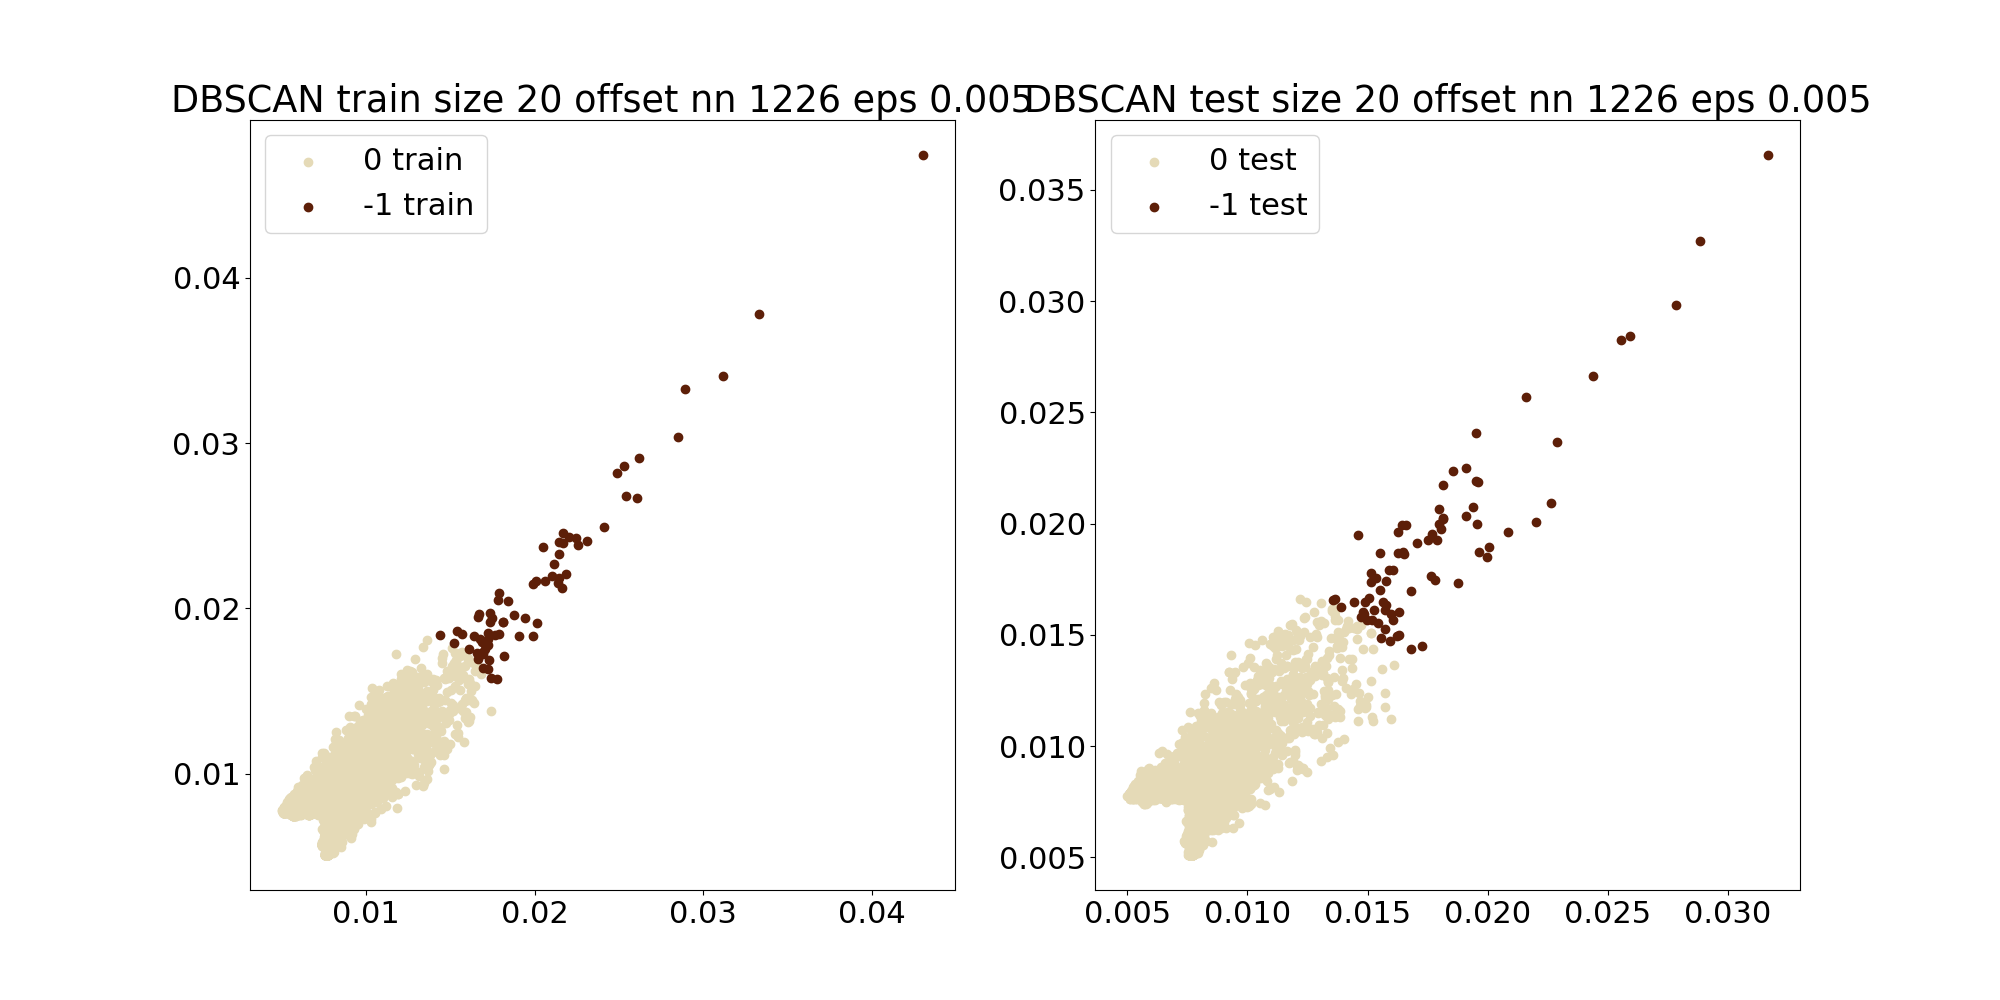 DBSCAN train size 20 offset nn 1226 eps 0.005
0 train
-1 train
0.04
0.03
0.02
0.01
0.01 0.02 0.03 0.04
DBSCAN test size 20 offset nn 1226 eps 0.005
0 test
-1 test
0.035
0.030
0.025
0.020
0.015
0.010
0.005
0.005 0.010 0.015 0.020 0.025 0.030